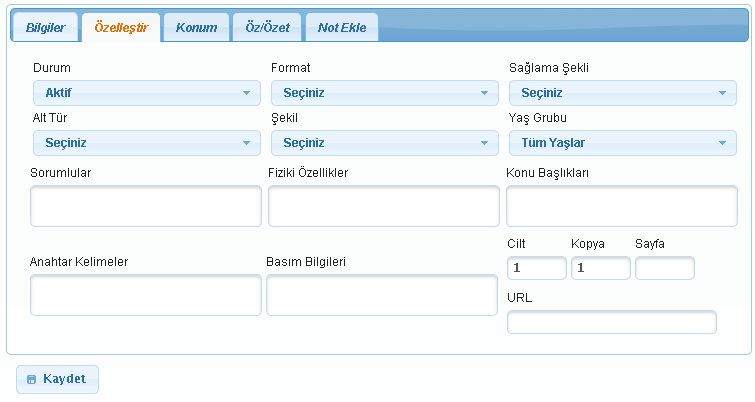 Bilgiler Özelleştir Konum Öz/Özet Not Ekle
Durum Format Sağlama Şekli
Aktif Seçiniz Seçiniz
Alt Tür Şekil Yaş Grubu
Seçiniz Seçiniz Tüm Yaşlar
Sorumlular Fiziki Özellikler Konu Başlıkları
Cilt Kopya Sayfa
Anahtar Kelimeler Basım Bilgileri
1 1
URL
Kaydet